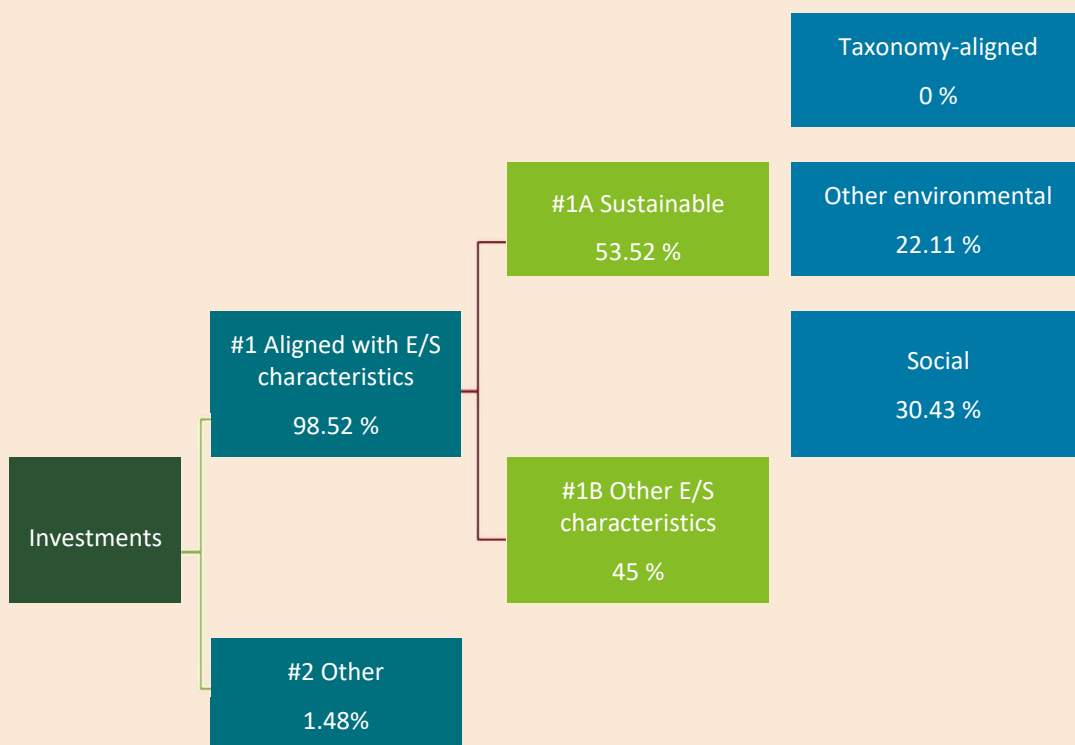 Taxonomy-aligned
0 %
#1A Sustainable
53.52 %
Other environmental
22.11 %
#1 Aligned with E/S
characteristics
98.52 %
Social
30.43 %
Investments
#1B Other E/S
characteristics
45 %
#2 Other
1.48%